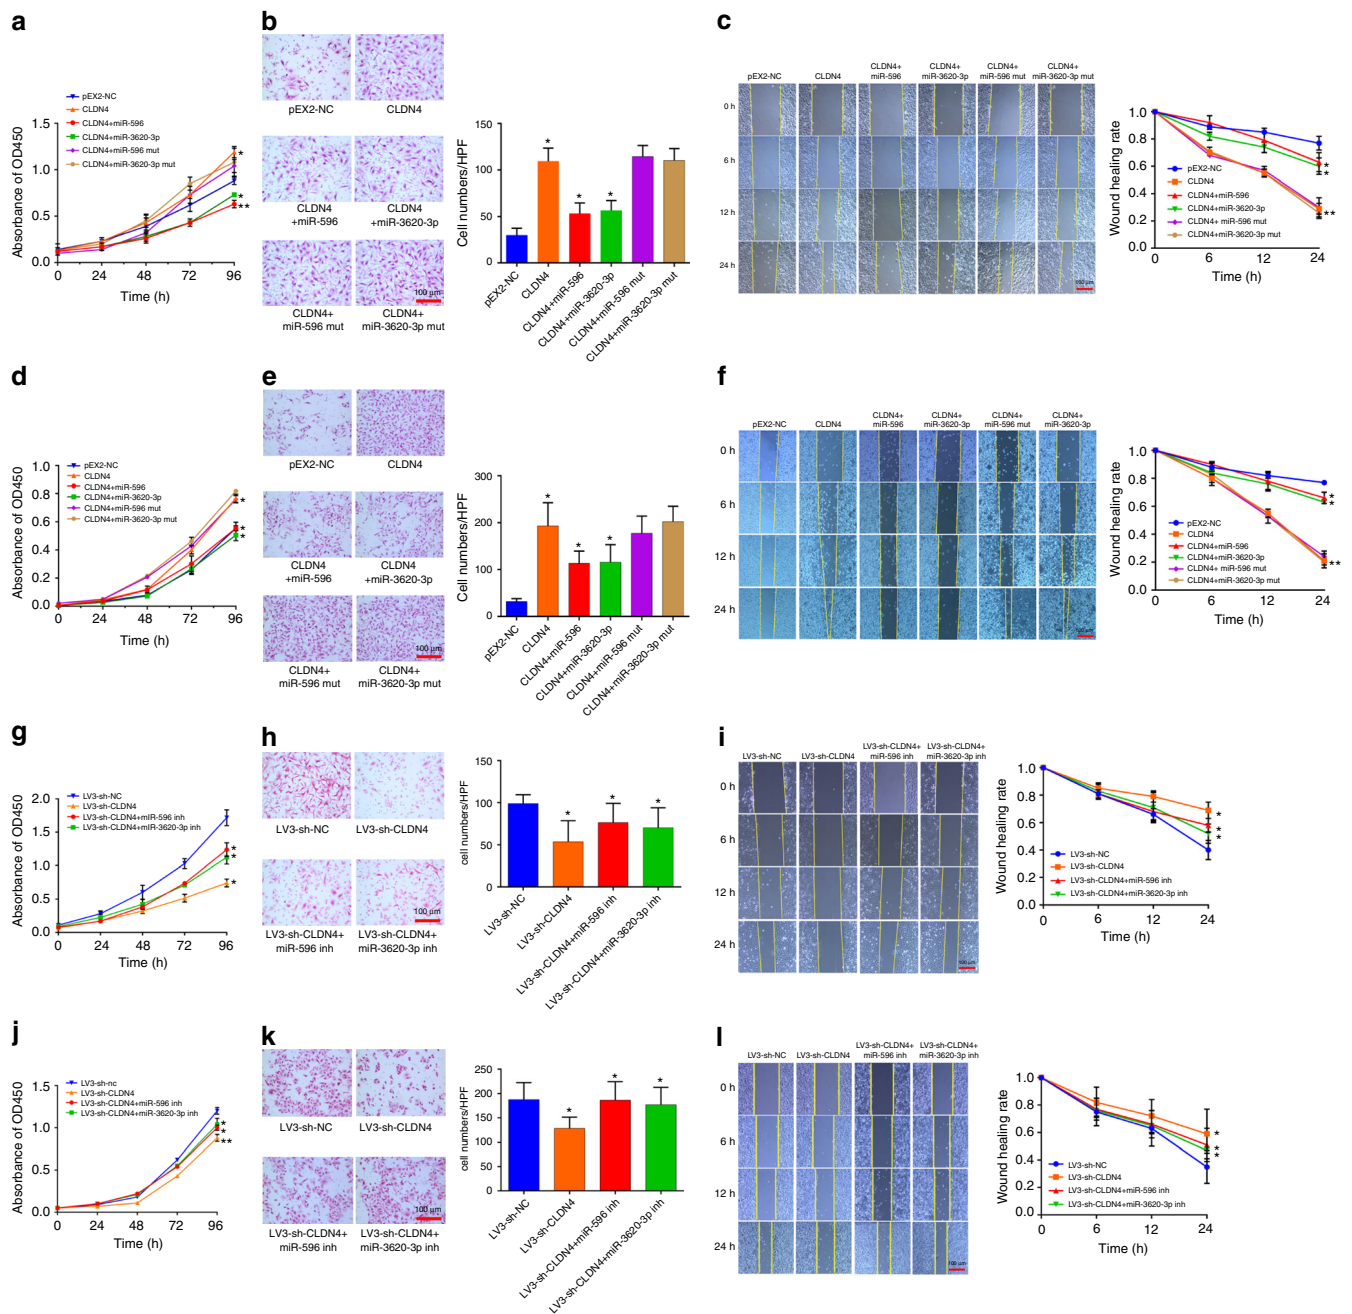 a
pEX2-NC
CLDN4
CLDN4+miR-596
CLDN4+miR-3620-3p
CLDN4+miR-596 mut
CLDN4+miR-3620-3p mut
Absorbance of OD450
1.5
1.0
0.5
0.0
0 24 48 72 96
Time (h)
*
**
b
pEX2-NC
CLDN4
CLDN4
+miR-596
CLDN4
+miR-3620-3p
100 µm
CLDN4+
miR-596 mut
CLDN4+
miR-3620-3p mut
Cell numbers/HPF
150
100
50
0
* * *
pEX2-NC
CLDN4
CLDN4+miR-596
CLDN4+miR-3620-3p
CLDN4+miR-596 mut
CLDN4+miR-3620-3p mut
c
pEX2-NC
CLDN4
CLDN4+
miR-596
CLDN4+
miR-3620-3p
CLDN4+
miR-596 mut
CLDN4+
miR-3620-3p mut
0 h
6 h
12 h
24 h
100 µm
Wound healing rate
1.0
0.8
0.6
0.4
0.2
0.0
pEX2-NC
CLDN4
CLDN4+miR-596
CLDN4+miR-3620-3p
CLDN4+ miR-596 mut
CLDN4+miR-3620-3p mut
*
*
**
0 6 12 24
Time (h)
d
pEX2-NC
CLDN4
CLDN4+miR-596
CLDN4+miR-3620-3p
CLDN4+miR-596 mut
CLDN4+miR-3620-3p mut
Absorbance of OD450
1.0
0.8
0.6
0.4
0.2
0.0
*
*
*
0 24 48 72 96
Time (h)
e
pEX2-NC
CLDN4
CLDN4
+miR-596
CLDN4
+miR-3620-3p
100 µm
CLDN4+
miR-596 mut
CLDN4+
miR-3620-3p mut
Cell numbers/HPF
300
200
100
0
* * *
pEX2-NC
CLDN4
CLDN4+miR-596
CLDN4+miR-3620-3p
CLDN4+miR-596 mut
CLDN4+miR-3620-3p mut
f
pEX2-NC
CLDN4
CLDN4+
miR-596
CLDN4+
miR-3620-3p
CLDN4+
miR-596 mut
CLDN4+
miR-3620-3p
0 h
6 h
12 h
24 h
Wound healing rate
1.0
0.8
0.6
0.4
0.2
0.0
pEX2-NC
CLDN4
CLDN4+miR-596
CLDN4+miR-3620-3p
CLDN4+ miR-596 mut
CLDN4+miR-3620-3p mut
*
*
**
0 6 12 24
Time (h)
g
LV3-sh-NC
LV3-sh-CLDN4
LV3-sh-CLDN4+miR-596 inh
LV3-sh-CLDN4+miR-3620-3p inh
Absorbance of OD450
2.0
1.5
1.0
0.5
0.0
*
*
*
0 24 48 72 96
Time (h)
h
LV3-sh-NC
LV3-sh-CLDN4
100 µm
LV3-sh-CLDN4+
miR-596 inh
LV3-sh-CLDN4+
miR-3620-3p inh
cell numbers/HPF
150
100
50
0
* * *
LV3-sh-NC
LV3-sh-CLDN4
LV3-sh-CLDN4+miR-596 inh
LV3-sh-CLDN4+miR-3620-3p inh
i
LV3-sh-NC
LV3-sh-CLDN4
LV3-sh-CLDN4+
miR-596 inh
LV3-sh-CLDN4+
miR-3620-3p inh
0 h
6 h
12 h
24 h
100 µm
Wound healing rate
1.0
0.8
0.6
0.4
0.2
0.0
LV3-sh-NC
LV3-sh-CLDN4
LV3-sh-CLDN4+miR-596 inh
LV3-sh-CLDN4+miR-3620-3p inh
*
*
*
0 6 12 24
Time (h)
j
LV3-sh-nc
LV3-sh-CLDN4
LV3-sh-CLDN4+miR-596 inh
LV3-sh-CLDN4+miR-3620-3p inh
Absorbance of OD450
1.5
1.0
0.5
0.0
*
*
**
0 24 48 72 96
Time (h)
k
LV3-sh-NC
LV3-sh-CLDN4
100 µm
LV3-sh-CLDN4+
miR-596 inh
LV3-sh-CLDN4+
miR-3620-3p inh
cell numbers/HPF
250
200
150
100
50
0
* * *
LV3-sh-NC
LV3-sh-CLDN4
LV3-sh-CLDN4+miR-596 inh
LV3-sh-CLDN4+miR-3620-3p inh
l
LV3-sh-NC
LV3-sh-CLDN4
LV3-sh-CLDN4+
miR-596 inh
LV3-sh-CLDN4+
miR-3620-3p inh
0 h
6 h
12 h
24 h
100 µm
Wound healing rate
1.0
0.8
0.6
0.4
0.2
0.0
LV3-sh-NC
LV3-sh-CLDN4
LV3-sh-CLDN4+miR-596 inh
LV3-sh-CLDN4+miR-3620-3p inh
*
*
*
0 6 12 24
Time (h)